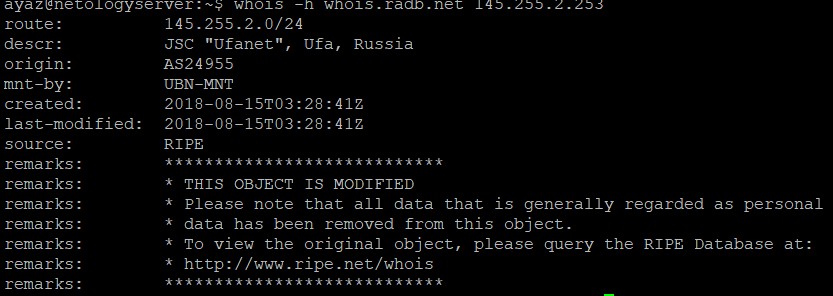 ayaz@netologyserver:~$ whois -h whois.radb.net 145.255.2.253
route:          145.255.2.0/24
descr:          JSC "Ufanet", Ufa, Russia
origin:         AS24955
mnt-by:         UBN-MNT
created:        2018-08-15T03:28:41Z
last-modified:  2018-08-15T03:28:41Z
source:         RIPE
remarks:        ****************************
remarks:        * THIS OBJECT IS MODIFIED
remarks:        * Please note that all data that is generally regarded as personal
remarks:        * data has been removed from this object.
remarks:        * To view the original object, please query the RIPE Database at:
remarks:        * http://www.ripe.net/whois
remarks:        ****************************